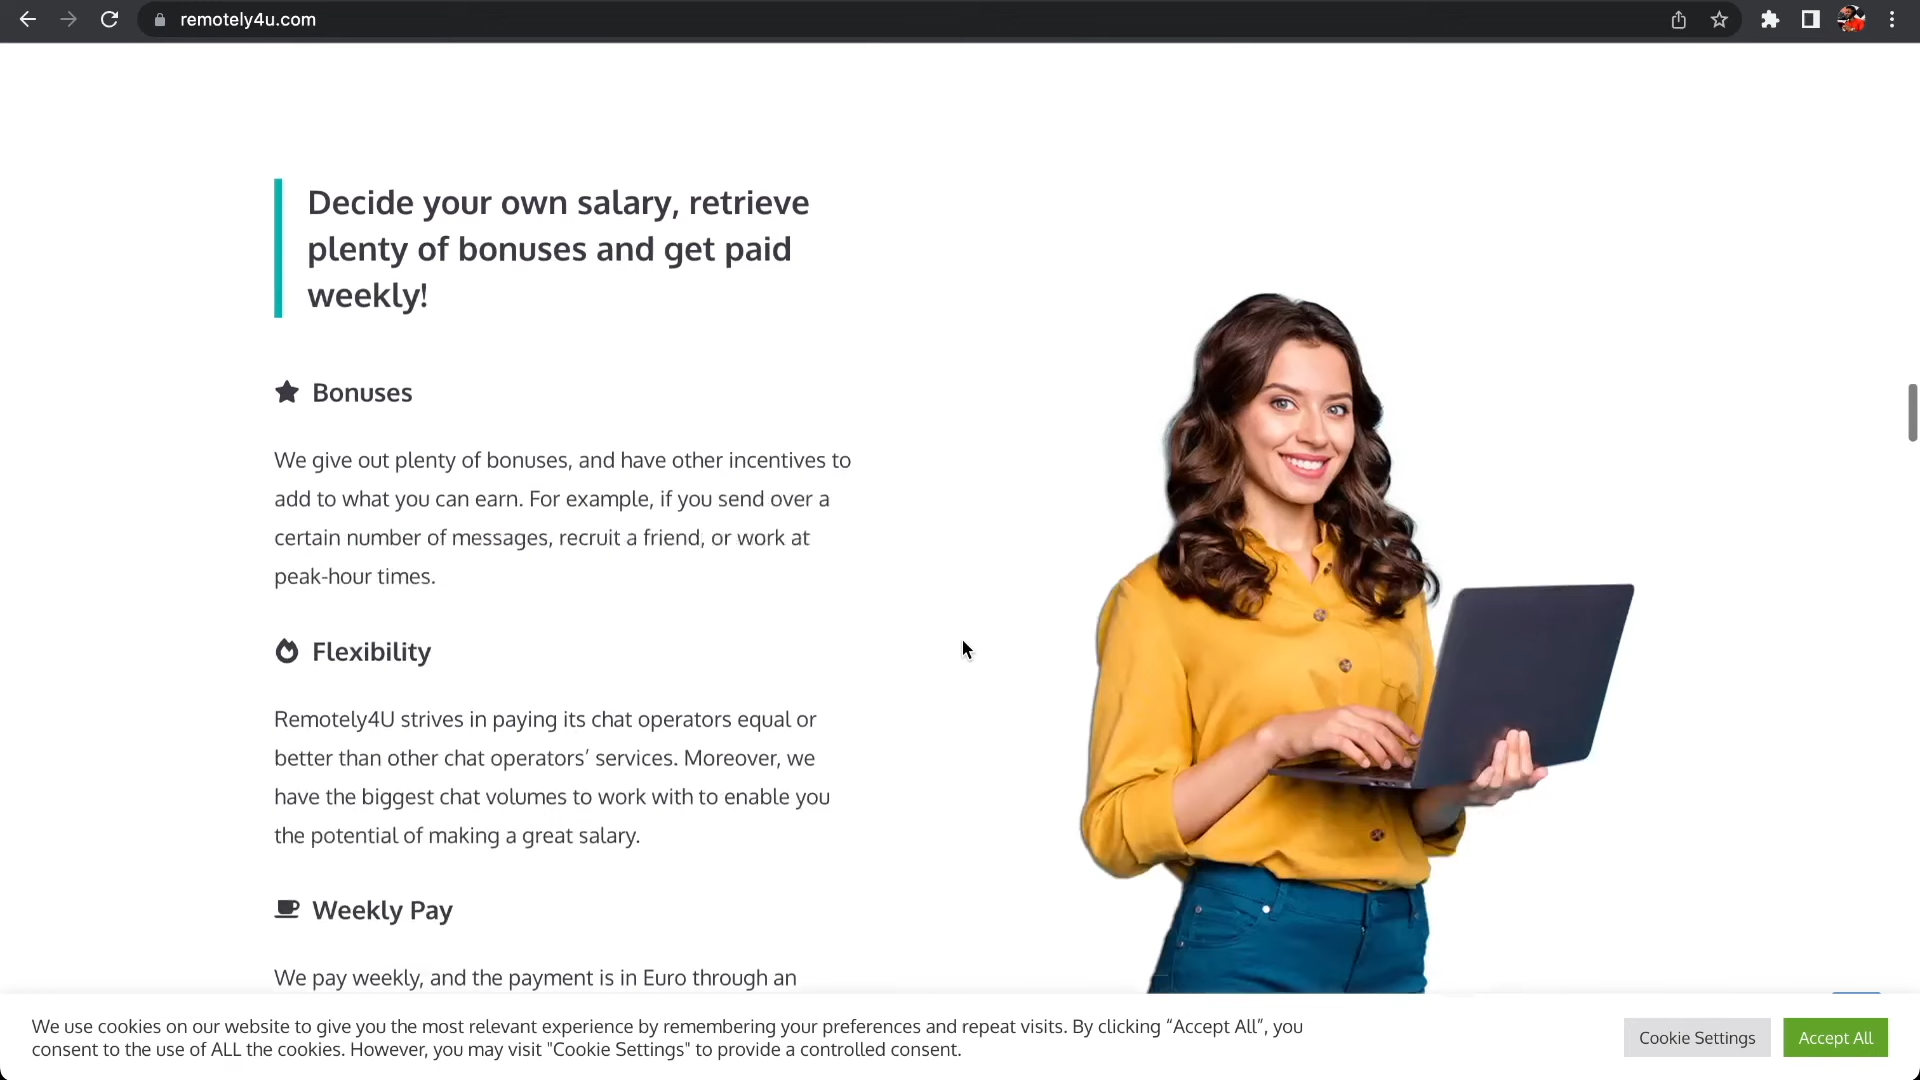 remotely4u.com
Decide your own salary, retrieve
plenty of bonuses and get paid
weekly!
Bonuses
We give out plenty of bonuses, and have other incentives to
add to what you can earn. For example, if you send over a
certain number of messages, recruit a friend, or work at
peak-hour times.
Flexibility
Remotely4U strives in paying its chat operators equal or
better than other chat operators’ services. Moreover, we
have the biggest chat volumes to work with to enable you
the potential of making a great salary.
Weekly Pay
We pay weekly, and the payment is in Euro through an
We use cookies on our website to give you the most relevant experience by remembering your preferences and repeat visits. By clicking “Accept All”, you
consent to the use of ALL the cookies. However, you may visit "Cookie Settings" to provide a controlled consent.
Cookie Settings
Accept All